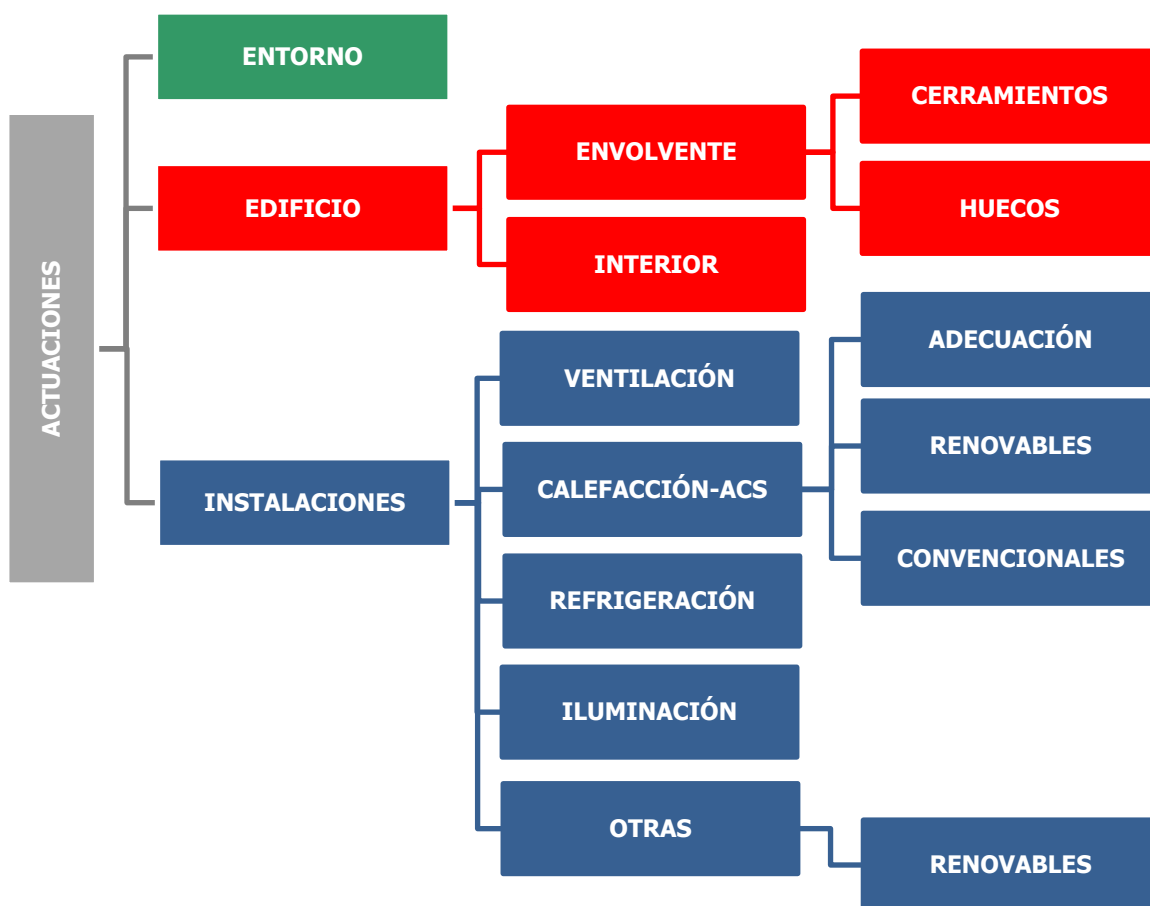 ACTUACIONES
ENTORNO
EDIFICIO
ENVOLVENTE
CERRAMIENTOS
HUECOS
INTERIOR
INSTALACIONES
VENTILACIÓN
CALEFACCIÓN-ACS
ADECUACIÓN
RENOVABLES
CONVENCIONALES
REFRIGERACIÓN
ILUMINACIÓN
OTRAS
RENOVABLES